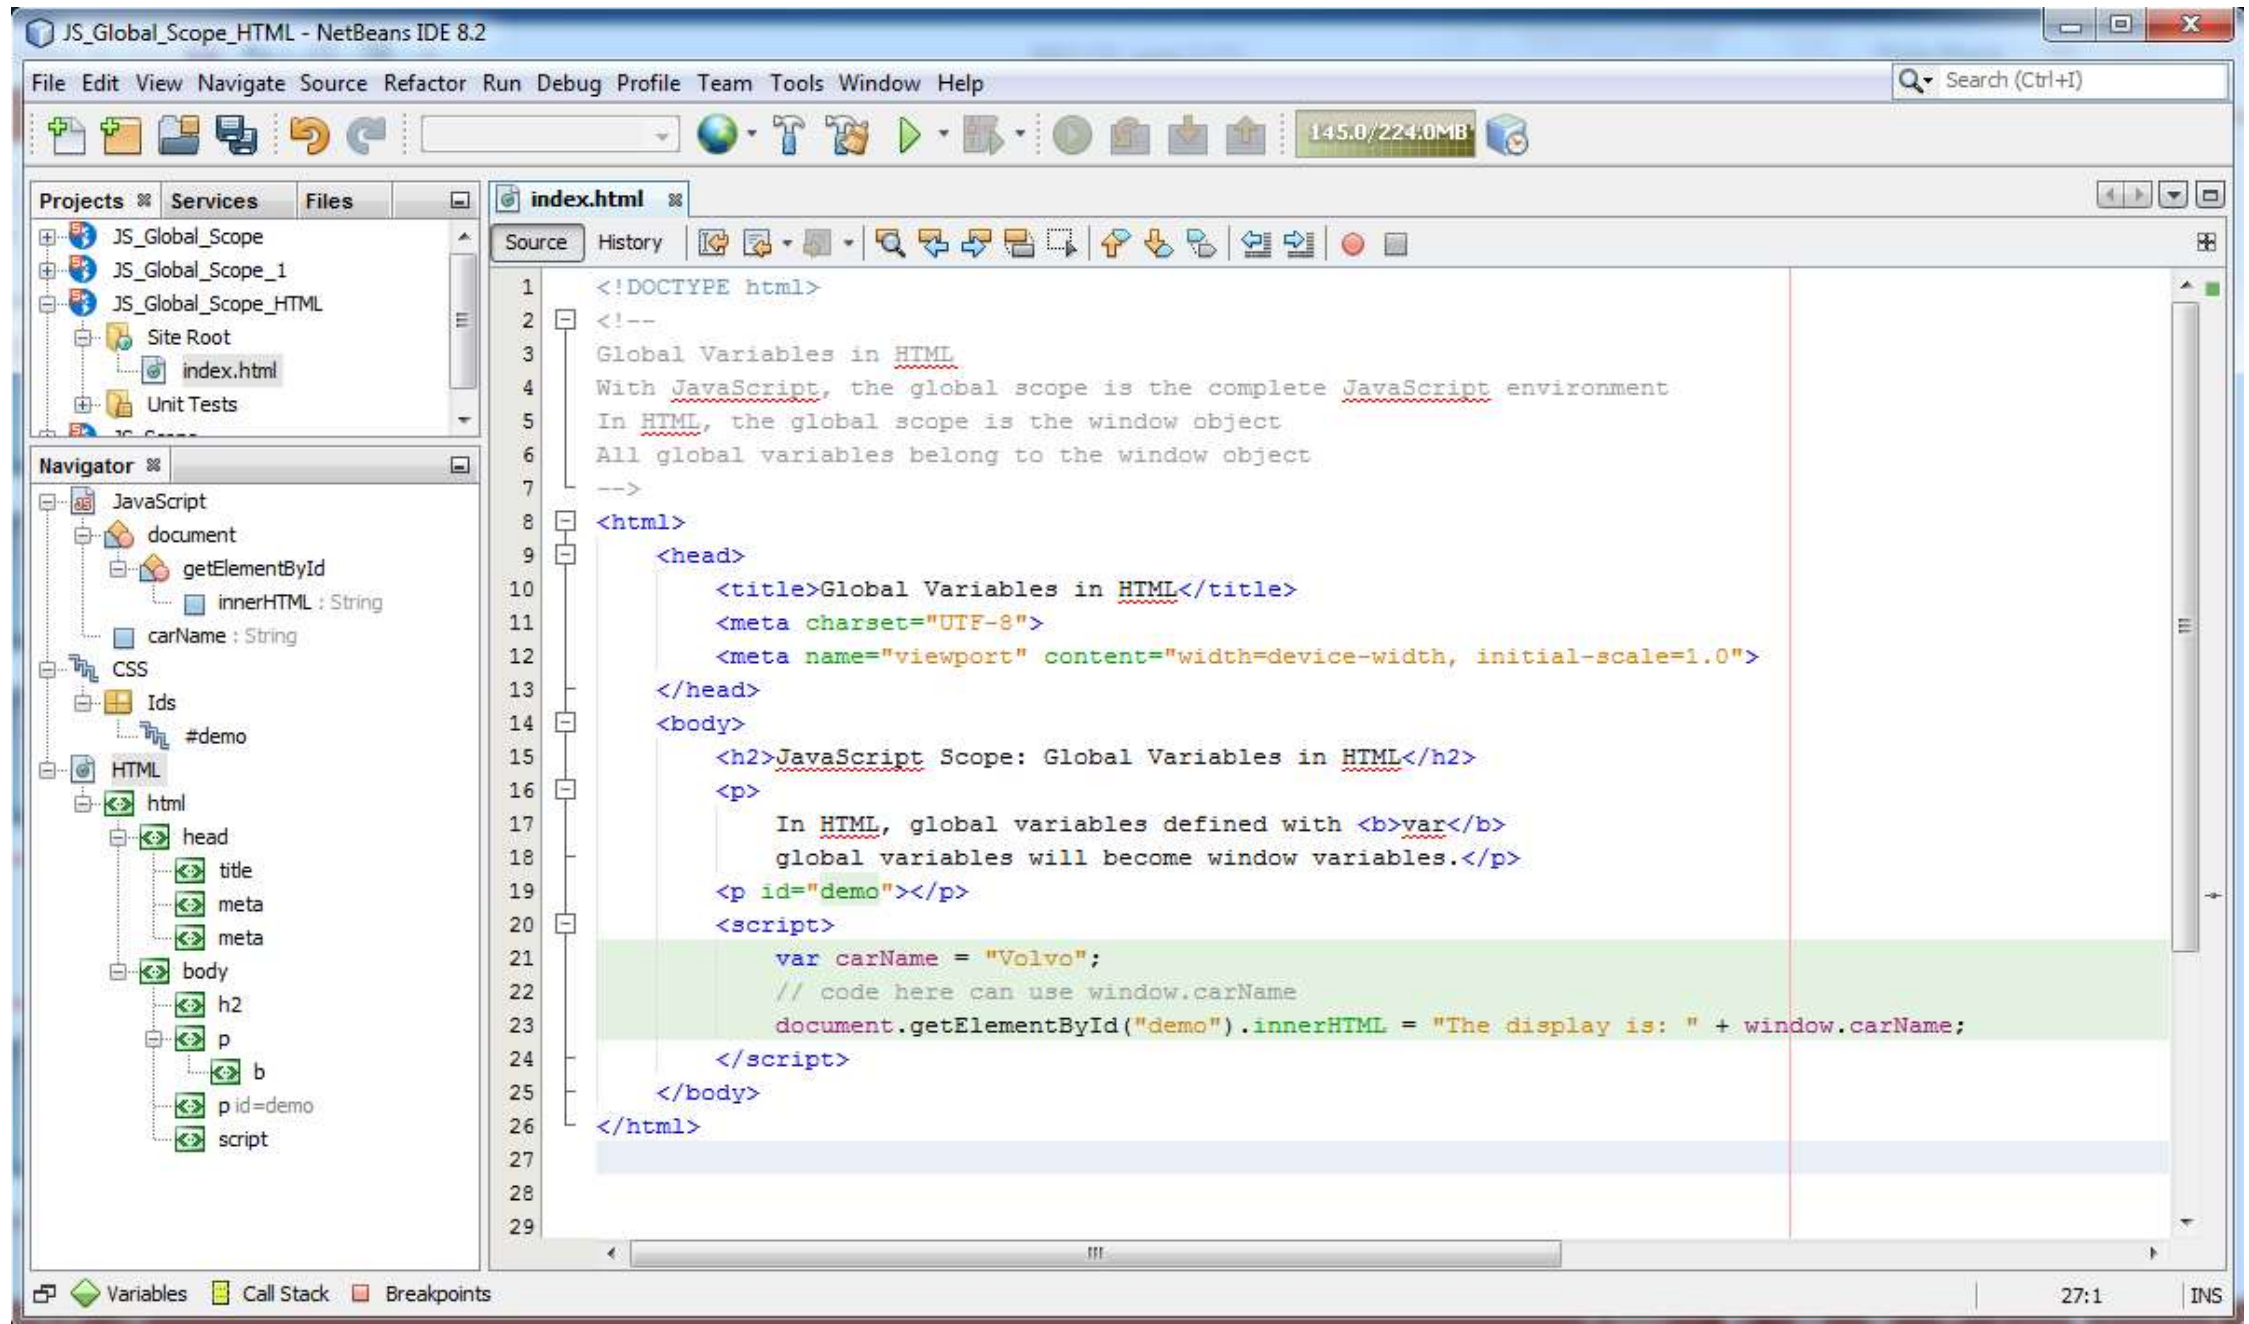 JS_Global_Scope_HTML - NetBeans IDE 8.2
File Edit View Navigate Source Refactor Run Debug Profile Team Tools Window Help
Search (Ctrl+I)
145.0/224.0MB
Projects Services Files
JS_Global_Scope
JS_Global_Scope_1
JS_Global_Scope_HTML
Site Root
index.html
Unit Tests
Navigator
JavaScript
document
getElementById
innerHTML : String
carName : String
CSS
Ids
#demo
HTML
html
head
title
meta
meta
body
h2
p
b
p id=demo
script
index.html
Source History
1 <!DOCTYPE html>
2 <!--
3 Global Variables in HTML
4 With JavaScript, the global scope is the complete JavaScript environment
5 In HTML, the global scope is the window object
6 All global variables belong to the window object
7 -->
8 <html>
9 <head>
10 <title>Global Variables in HTML</title>
11 <meta charset="UTF-8">
12 <meta name="viewport" content="width=device-width, initial-scale=1.0">
13 </head>
14 <body>
15 <h2>JavaScript Scope: Global Variables in HTML</h2>
16 <p>
17 In HTML, global variables defined with <b>var</b>
18 global variables will become window variables.</p>
19 <p id="demo"></p>
20 <script>
21 var carName = "Volvo";
22 // code here can use window.carName
23 document.getElementById("demo").innerHTML = "The display is: " + window.carName;
24 </script>
25 </body>
26 </html>
27
28
29
Variables Call Stack Breakpoints
27:1 INS